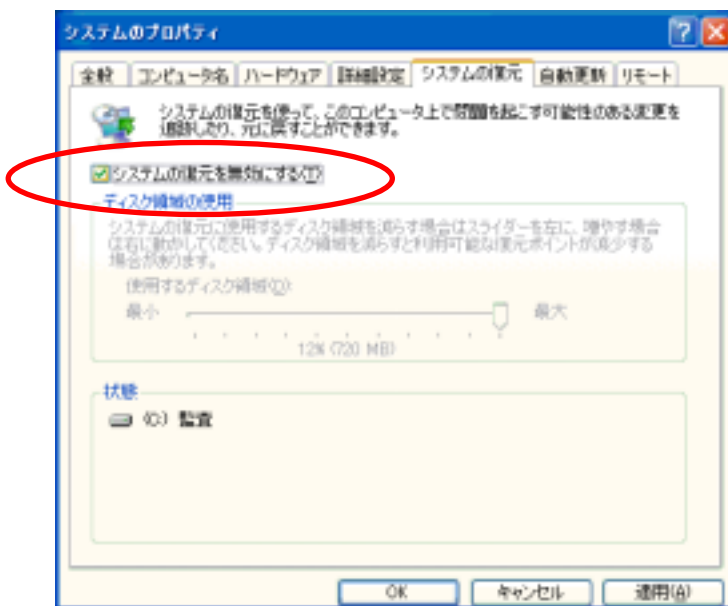 システムのプロパティ
全般 コンピュータ名 ハードウェア 詳細設定 システムの復元 自動更新 リモート
システムの復元を使って、このコンピュータ上で問題を起こす可能性のある変更を
追跡したり、元に戻すことができます。
システムの復元を無効にする(T)
ディスク領域の使用
システムの復元に使用するディスク領域を減らす場合はスライダーを左に、増やす場合
は右に動かしてください。ディスク領域を減らすと利用可能な復元ポイントが減少する
場合があります。
使用するディスク領域(D):
最小 最大
12% (720 MB)
状態
(C:) 監査
OK キャンセル 適用(A)